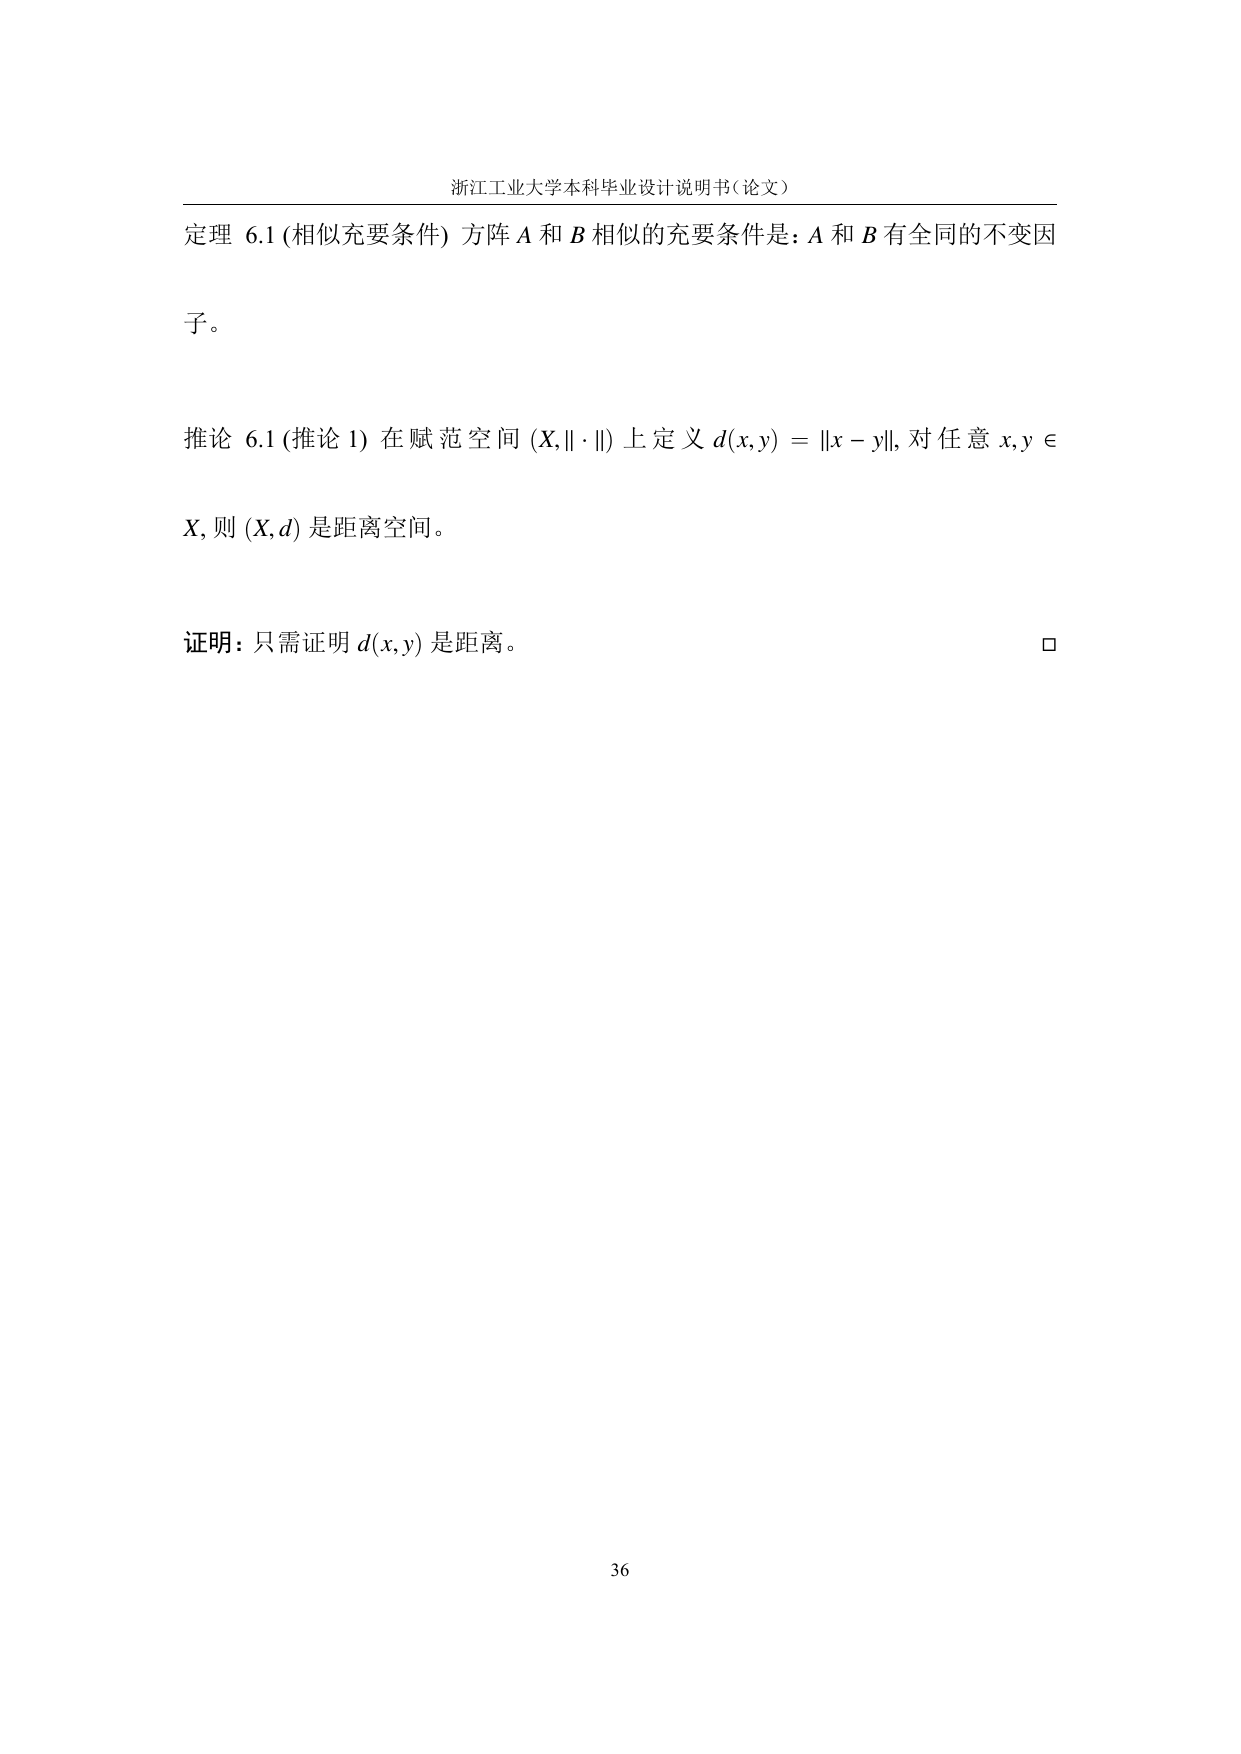 浙江工业大学本科毕业设计说明书（论文）
定理 6.1 (相似充要条件) 方阵 A 和 B 相似的充要条件是：A 和 B 有全同的不变因
子。
推论 6.1 (推论 1) 在赋范空间 (X, ∥ · ∥) 上定义 d(x, y) = ∥x − y∥, 对任意 x, y ∈
X, 则 (X, d) 是距离空间。
证明：只需证明 d(x, y) 是距离。 □
36